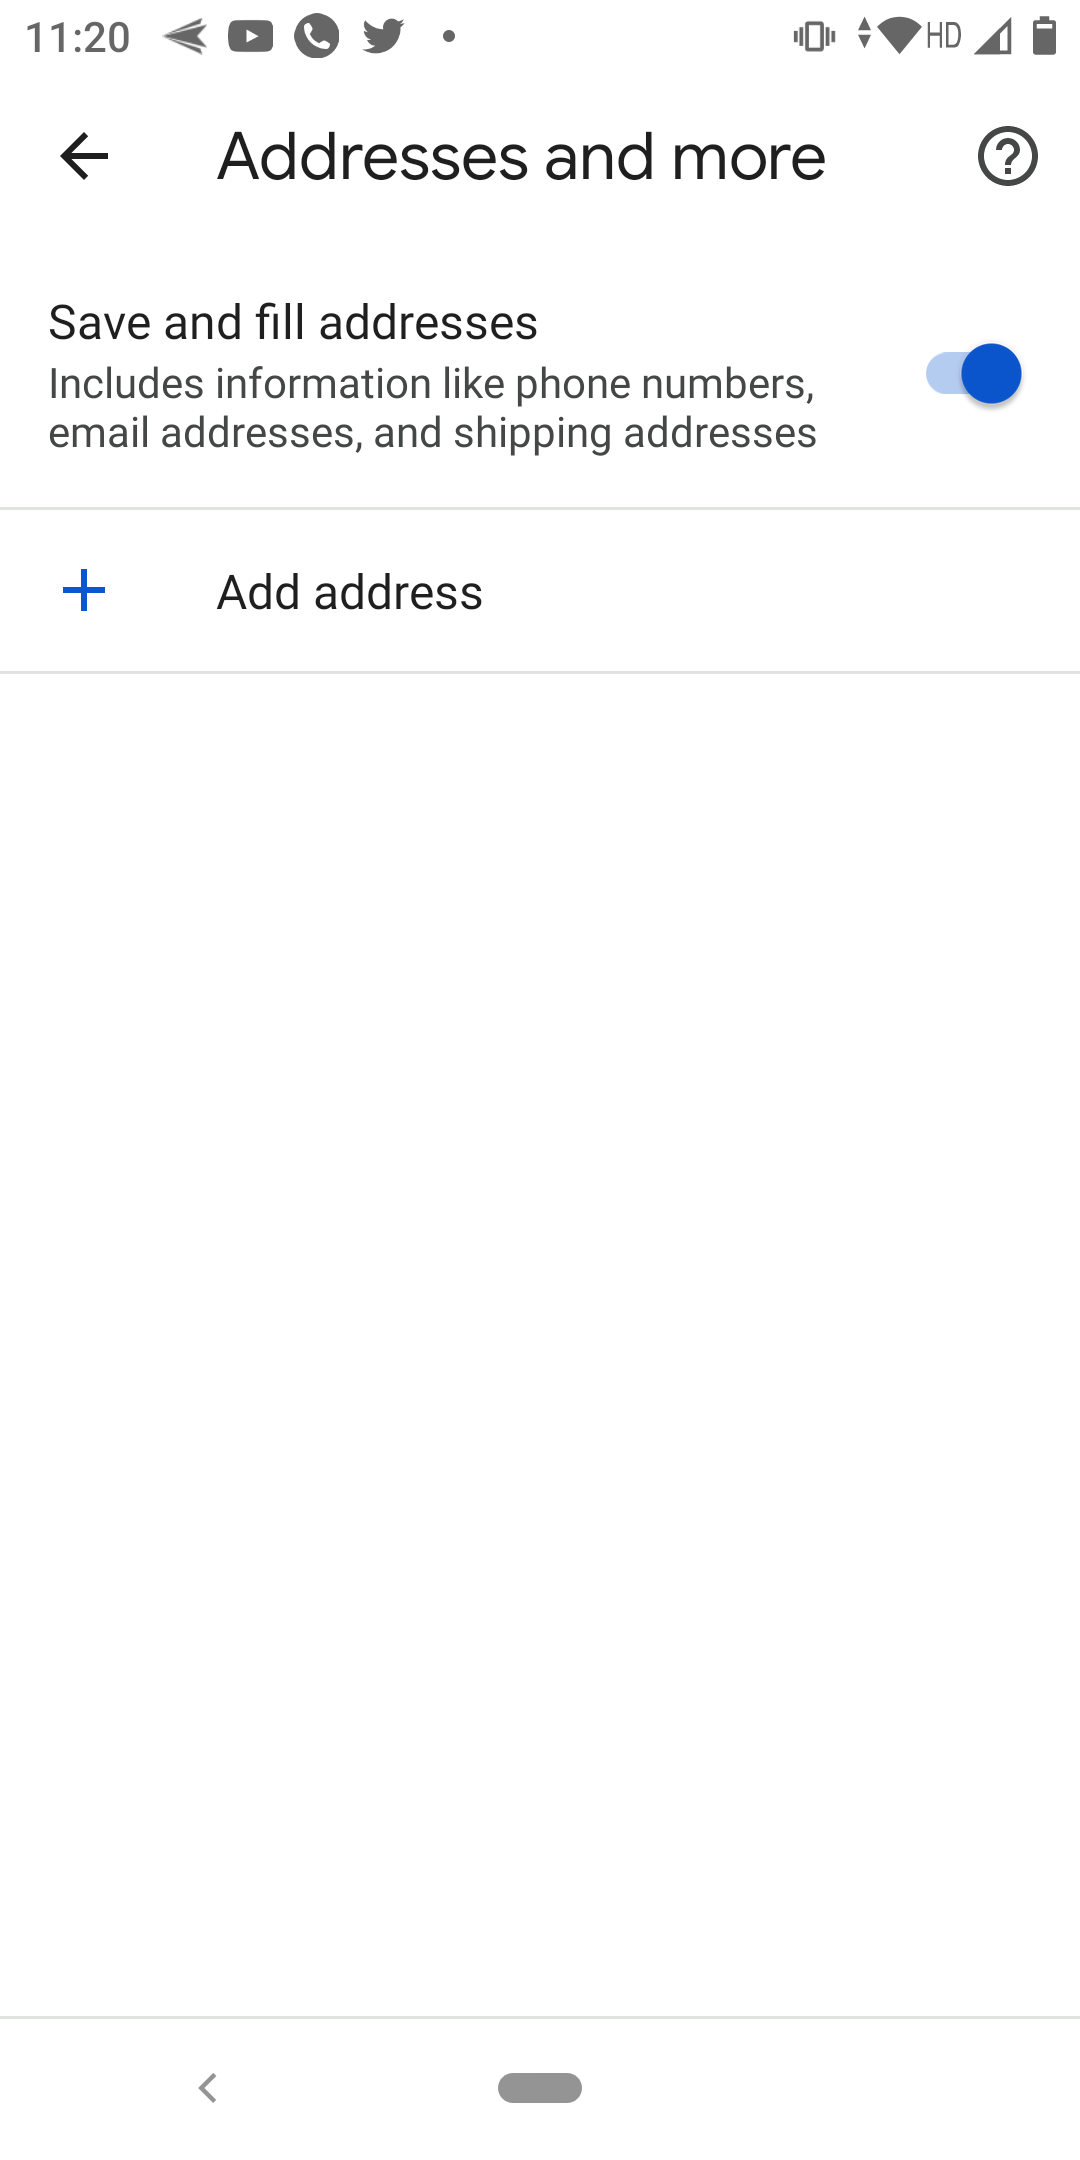 11:20
HD
Addresses and more
Save and fill addresses
Includes information like phone numbers,
email addresses, and shipping addresses
Add address